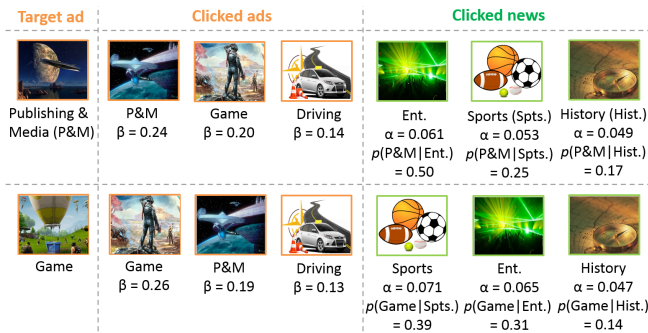 Target ad
Clicked ads
Clicked news
Publishing &
Media (P&M)
P&M
β = 0.24
Game
β = 0.20
Driving
β = 0.14
Ent.
α = 0.061
p(P&M|Ent.)
= 0.50
Sports (Spts.)
α = 0.053
p(P&M|Spts.)
= 0.25
History (Hist.)
α = 0.049
p(P&M|Hist.)
= 0.17
Game
Game
β = 0.26
P&M
β = 0.19
Driving
β = 0.13
Sports
α = 0.071
p(Game|Spts.)
= 0.39
Ent.
α = 0.065
p(Game|Ent.)
= 0.31
History
α = 0.047
p(Game|Hist.)
= 0.14